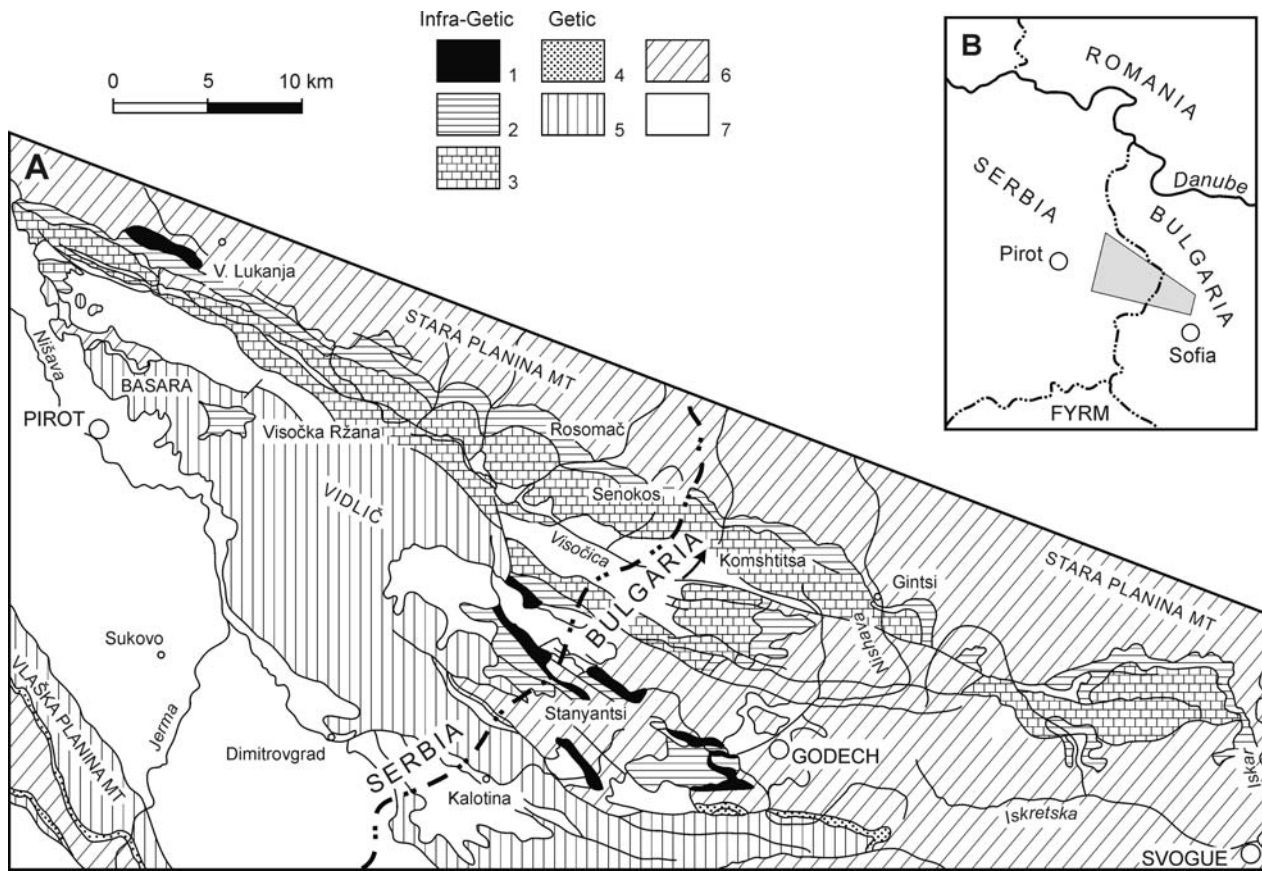 Infra-Getic Getic
1 4 6
2 5 7
3
0 5 10 km
A
V. Lukanja
STARA PLANINA MT
Nišava
BASARA
PIROT
Visočka Ržana
Rosomač
VIDLIČ
Senokos
Visočica
BULGARIA
Komshtitsa
Gintsi
STARA PLANINA MT
Nishava
Sukovo
VLAŠKA PLANINA MT
Jerma
Dimitrovgrad
SERBIA
Stanyantsi
GODECH
Kalotina
Iskretska
Iskar
SVOGUE
B
ROMANIA
SERBIA
Danube
BULGARIA
Pirot
Sofia
FYRM